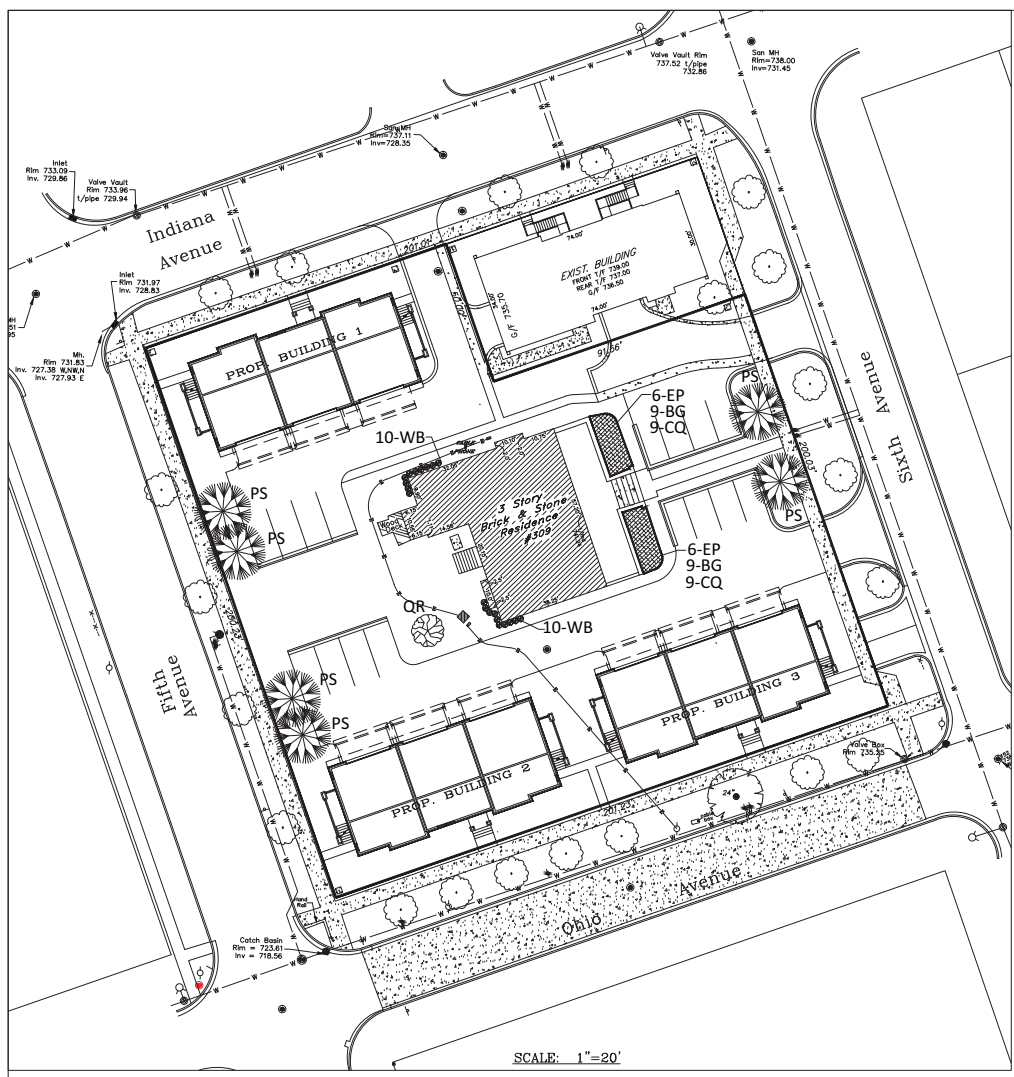 Valve Vault Rim
737.52 t/pipe
732.86
San MH
Rim=738.00
Inv=731.45
San MH
Rim=737.11
Inv=728.35
Inlet
Rim 733.09
Inv. 729.86
Valve Vault
Rim 733.96
t/pipe 729.94
Indiana
Avenue
Inlet
Rim 731.97
Inv. 728.83
Mh.
Rim 731.83
Inv. 727.38 W,NW,N
Inv. 727.93 E
201.01'
60.00'
EXIST. BUILDING
FRONT T/F 739.00
REAR T/F 737.00
G/F 736.50
74.00'
74.00'
G/F 735.70
91.56'
PROP. BUILDING 1
Sixth
Avenue
PS
6-EP
9-BG
9-CQ
10-WB
200.03'
PS
PS
PS
Wood
3 Story
Brick & Stone
Residence
#309
6-EP
9-BG
9-CQ
QR
10-WB
Fifth
Avenue
200.23'
PS
PS
PROP. BUILDING 3
PROP. BUILDING 2
Valve Box
Rim 735.35
24"
201.23'
Ohio
Avenue
Hand
Rail
Catch Basin
Rim = 723.61
Inv = 718.56
SCALE: 1"=20'